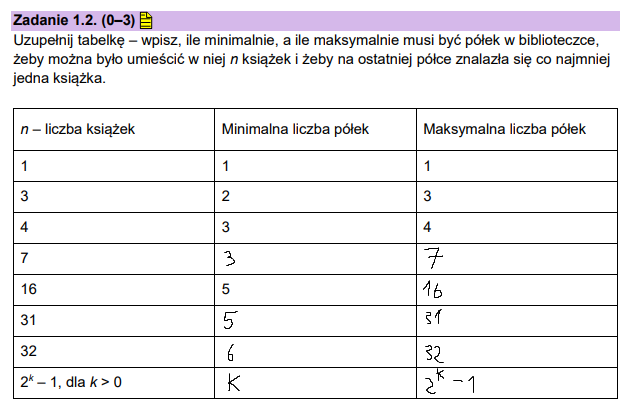 Zadanie 1.2. (0–3)
Uzupełnij tabelkę – wpisz, ile minimalnie, a ile maksymalnie musi być półek w biblioteczce,
żeby można było umieścić w niej n książek i żeby na ostatniej półce znalazła się co najmniej
jedna książka.
n – liczba książek Minimalna liczba półek Maksymalna liczba półek
1 1 1
3 2 3
4 3 4
7 3 7
16 5 16
31 5 31
32 6 32
2ᵏ – 1, dla k > 0 K 2ᴷ – 1